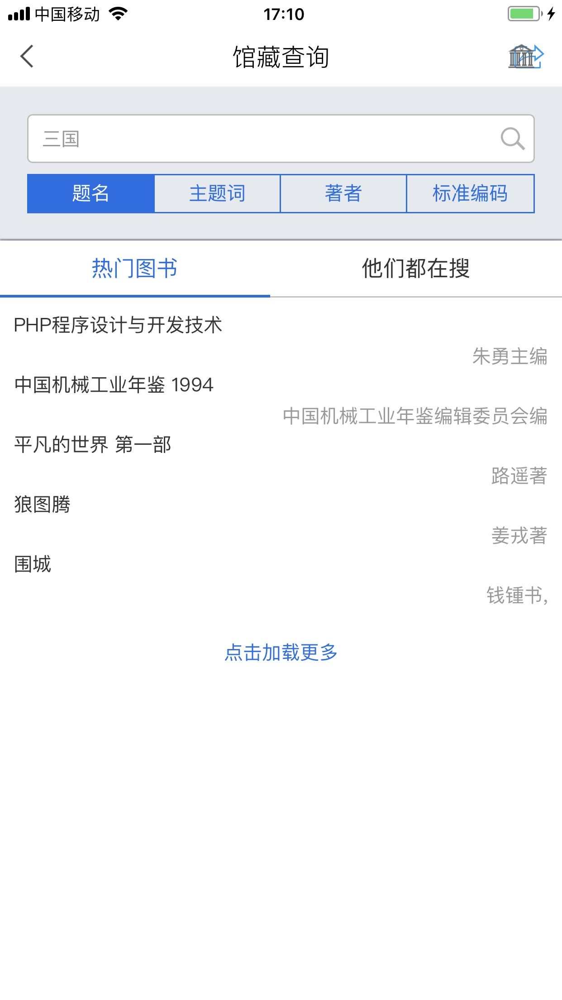 中国移动
17:10
馆藏查询
三国
题名
主题词
著者
标准编码
热门图书
他们都在搜
PHP程序设计与开发技术
朱勇主编
中国机械工业年鉴 1994
中国机械工业年鉴编辑委员会编
平凡的世界 第一部
路遥著
狼图腾
姜戎著
围城
钱锺书,
点击加载更多